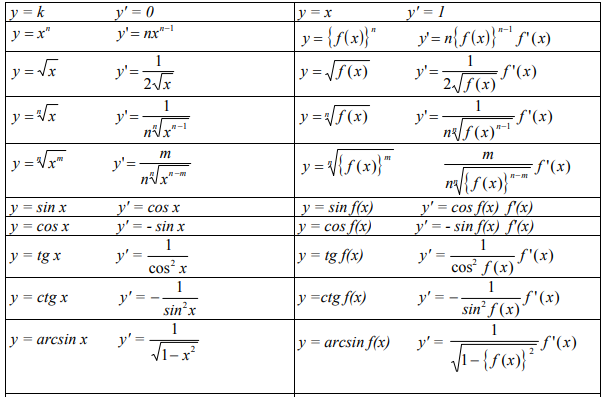 y = k y' = 0 y = x y' = 1
y = xⁿ y' = nxⁿ⁻¹ y = {f(x)}ⁿ y' = n{f(x)}ⁿ⁻¹ f'(x)
y = √x y' = 1/(2√x) y = √f(x) y' = 1/(2√f(x)) f'(x)
y = ⁿ√x y' = 1/(n ⁿ√xⁿ⁻¹) y = ⁿ√f(x) y' = 1/(n ⁿ√f(x)ⁿ⁻¹) f'(x)
y = ⁿ√xᵐ y' = m/(n ⁿ√xⁿ⁻ᵐ) y = ⁿ√{f(x)}ᵐ m/(n ⁿ√{f(x)}ⁿ⁻ᵐ) f'(x)
y = sin x y' = cos x y = sin f(x) y' = cos f(x) f'(x)
y = cos x y' = - sin x y = cos f(x) y' = - sin f(x) f'(x)
y = tg x y' = 1/(cos² x) y = tg f(x) y' = 1/(cos² f(x)) f'(x)
y = ctg x y' = - 1/(sin²x) y =ctg f(x) y' = - 1/(sin² f(x)) f'(x)
y = arcsin x y' = 1/√(1-x²) y = arcsin f(x) y' = 1/√(1-{f(x)}²) f'(x)